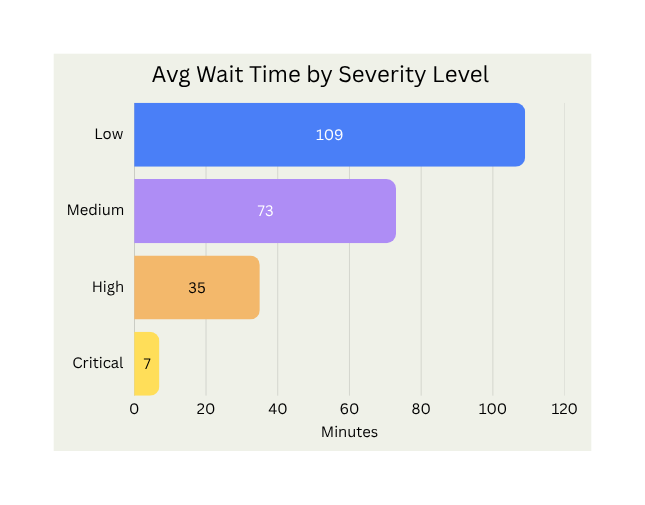 Avg Wait Time by Severity Level
Low 109
Medium 73
High 35
Critical 7
0 20 40 60 80 100 120
Minutes